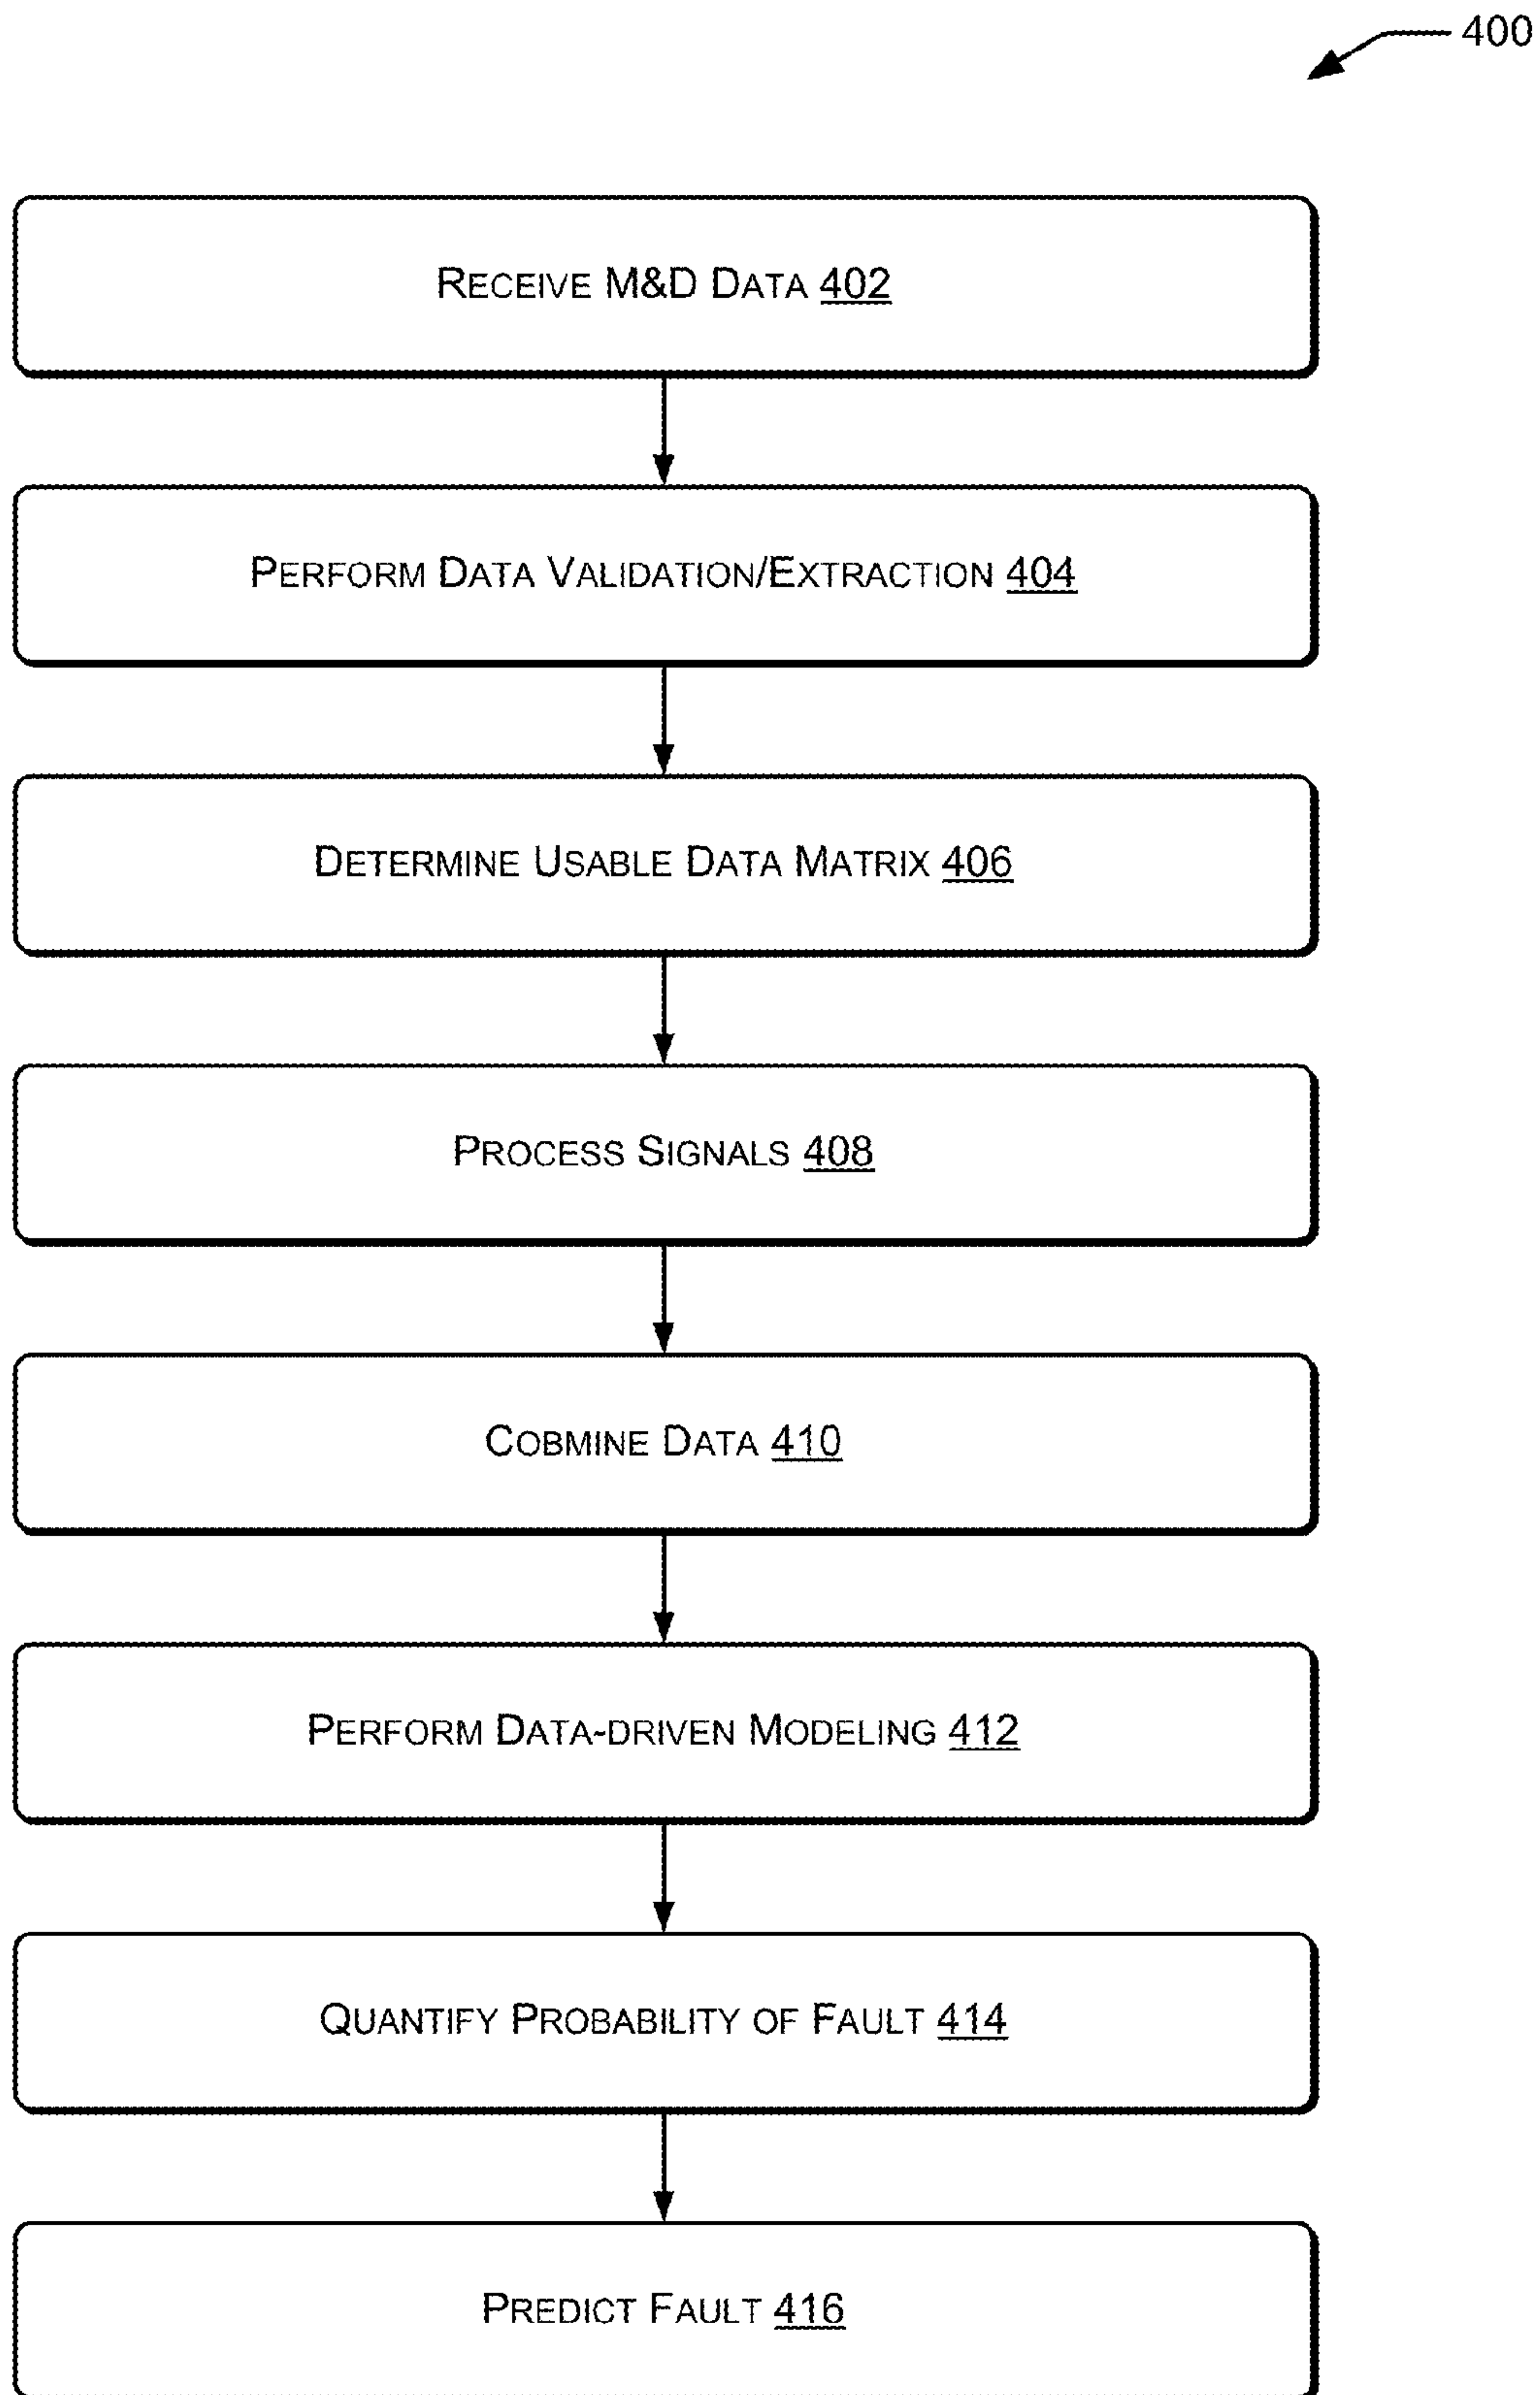 400
RECEIVE M&D DATA 402
PERFORM DATA VALIDATION/EXTRACTION 404
DETERMINE USABLE DATA MATRIX 406
PROCESS SIGNALS 408
COBMINE DATA 410
PERFORM DATA-DRIVEN MODELING 412
QUANTIFY PROBABILITY OF FAULT 414
PREDICT FAULT 416